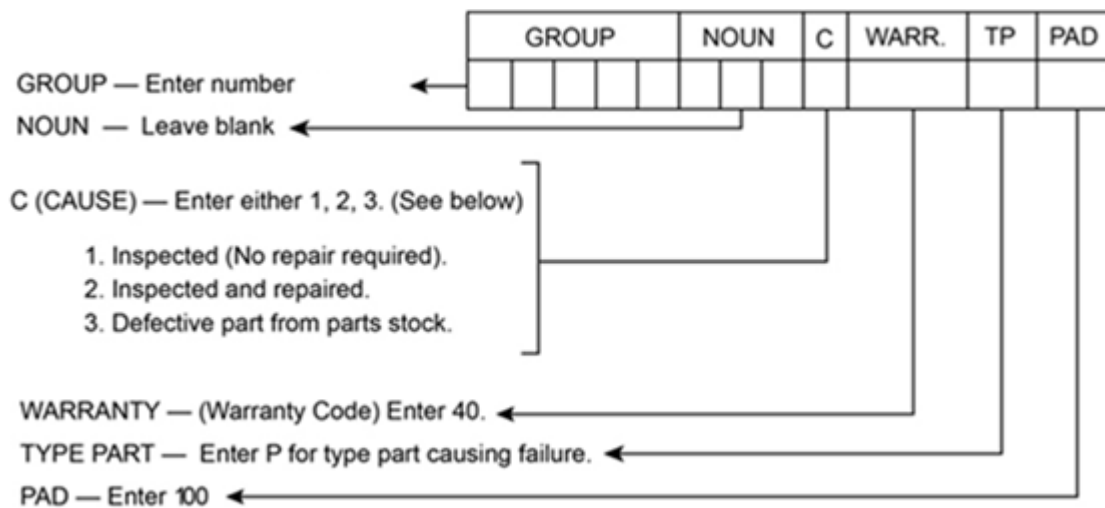 GROUP NOUN C WARR. TP PAD
GROUP — Enter number
NOUN — Leave blank
C (CAUSE) — Enter either 1, 2, 3. (See below)
1. Inspected (No repair required).
2. Inspected and repaired.
3. Defective part from parts stock.
WARRANTY — (Warranty Code) Enter 40.
TYPE PART — Enter P for type part causing failure.
PAD — Enter 100